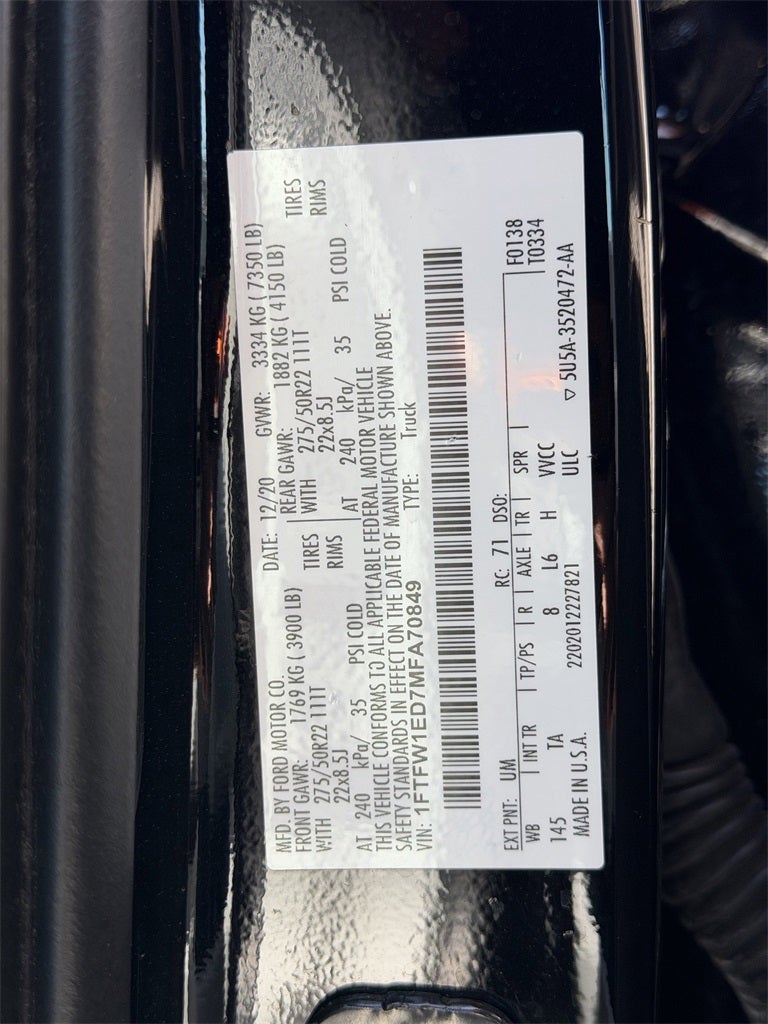 MFD. BY FORD MOTOR CO. DATE: 12/20 GVWR: 3334 KG ( 7350 LB)
FRONT GAWR: 1769 KG ( 3900 LB) REAR GAWR: 1882 KG ( 4150 LB)
WITH 275/50R22 111T TIRES WITH 275/50R22 111T TIRES
22x8.5J RIMS 22x8.5J RIMS
AT 240 kPa/ 35 PSI COLD AT 240 kPa/ 35 PSI COLD
THIS VEHICLE CONFORMS TO ALL APPLICABLE FEDERAL MOTOR VEHICLE
SAFETY STANDARDS IN EFFECT ON THE DATE OF MANUFACTURE SHOWN ABOVE.
VIN: 1FTFW1ED7MFA70849 TYPE: Truck
EXT PNT: UM RC: 71 DSO: F0138
WB INT TR TP/PS R AXLE TR SPR T0334
145 TA 8 L6 H VVCC
MADE IN U.S.A. 2202012227821 ULC ▽ 5U5A-3520472-AA